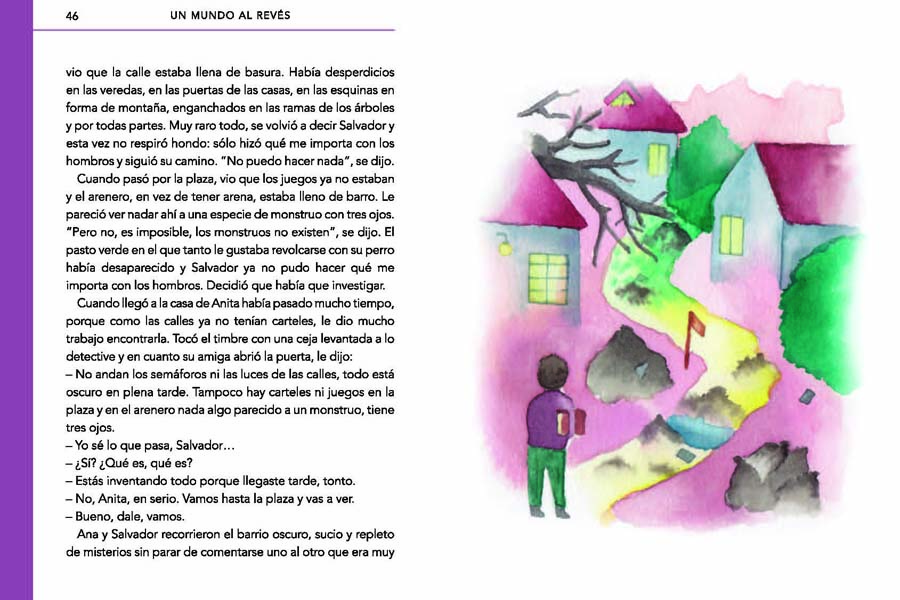 46
UN MUNDO AL REVÉS
vio que la calle estaba llena de basura. Había desperdicios
en las veredas, en las puertas de las casas, en las esquinas en
forma de montaña, enganchados en las ramas de los árboles
y por todas partes. Muy raro todo, se volvió a decir Salvador y
esta vez no respiró hondo: sólo hizó qué me importa con los
hombros y siguió su camino. "No puedo hacer nada", se dijo.
Cuando pasó por la plaza, vio que los juegos ya no estaban
y el arenero, en vez de tener arena, estaba lleno de barro. Le
pareció ver nadar ahí a una especie de monstruo con tres ojos.
"Pero no, es imposible, los monstruos no existen", se dijo. El
pasto verde en el que tanto le gustaba revolcarse con su perro
había desaparecido y Salvador ya no pudo hacer qué me
importa con los hombros. Decidió que había que investigar.
Cuando llegó a la casa de Anita había pasado mucho tiempo,
porque como las calles ya no tenían carteles, le dio mucho
trabajo encontrarla. Tocó el timbre con una ceja levantada a lo
detective y en cuanto su amiga abrió la puerta, le dijo:
– No andan los semáforos ni las luces de las calles, todo está
oscuro en plena tarde. Tampoco hay carteles ni juegos en la
plaza y en el arenero nada algo parecido a un monstruo, tiene
tres ojos.
– Yo sé lo que pasa, Salvador…
– ¿Sí? ¿Qué es, qué es?
– Estás inventando todo porque llegaste tarde, tonto.
– No, Anita, en serio. Vamos hasta la plaza y vas a ver.
– Bueno, dale, vamos.
Ana y Salvador recorrieron el barrio oscuro, sucio y repleto
de misterios sin parar de comentarse uno al otro que era muy